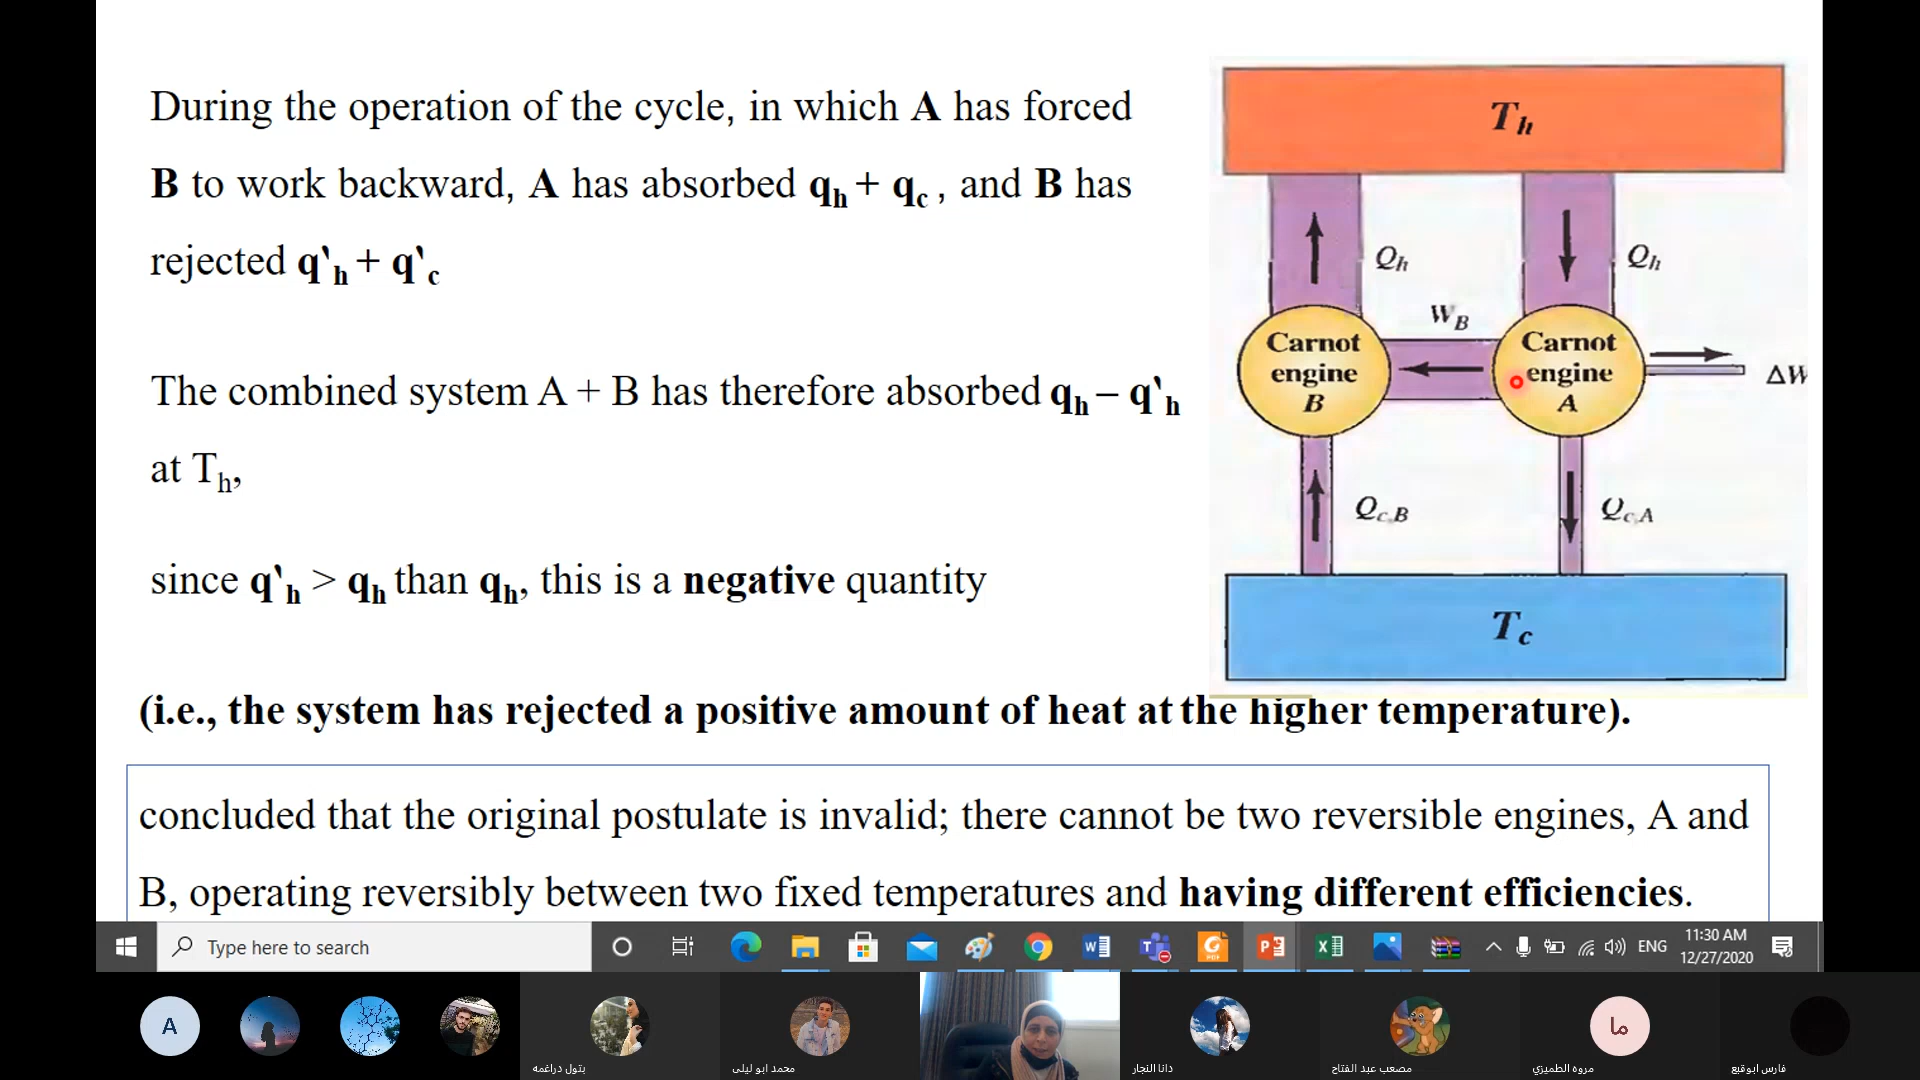 During the operation of the cycle, in which A has forced
B to work backward, A has absorbed qh + qc , and B has
rejected q‛h + q‛c
The combined system A + B has therefore absorbed qh – q‛h
at Th,
since q‛h > qh than qh, this is a negative quantity
(i.e., the system has rejected a positive amount of heat at the higher temperature).
concluded that the original postulate is invalid; there cannot be two reversible engines, A and
B, operating reversibly between two fixed temperatures and having different efficiencies.
Th
Qh
Qh
WB
Carnot
engine
B
Carnot
engine
A
ΔW
Qc,B
Qc,A
Tc
Type here to search
ENG
11:30 AM
12/27/2020
A
بتول دراغمه
محمد ابو ليلى
دانا النجار
مصعب عبد الفتاح
ما
مروه الطميزي
فارس ابوقبع